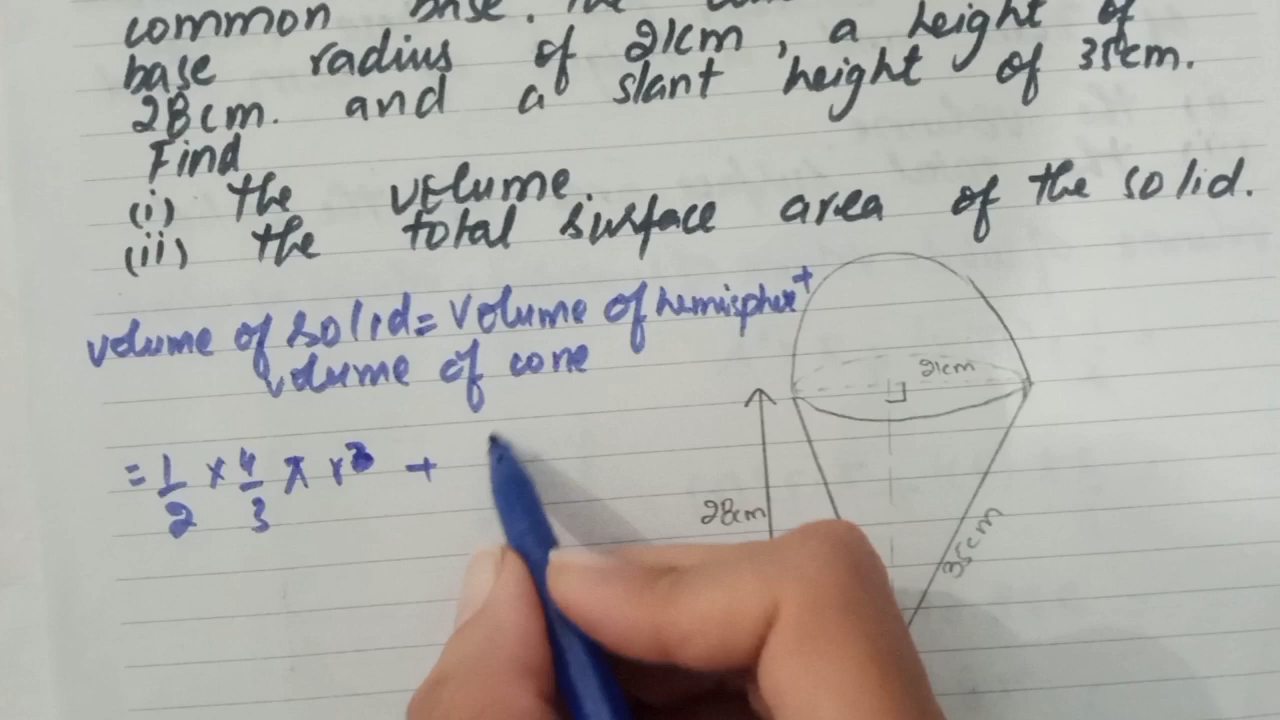 common base. The
base radius of 21cm, a height of
28cm. and a slant height of 35cm.
Find
(i) the volume.
(ii) the total surface area of the solid.
volume of solid = volume of hemisphere +
volume of cone
= 1/2 × 4/3 π r³ +
21cm
28cm
35cm